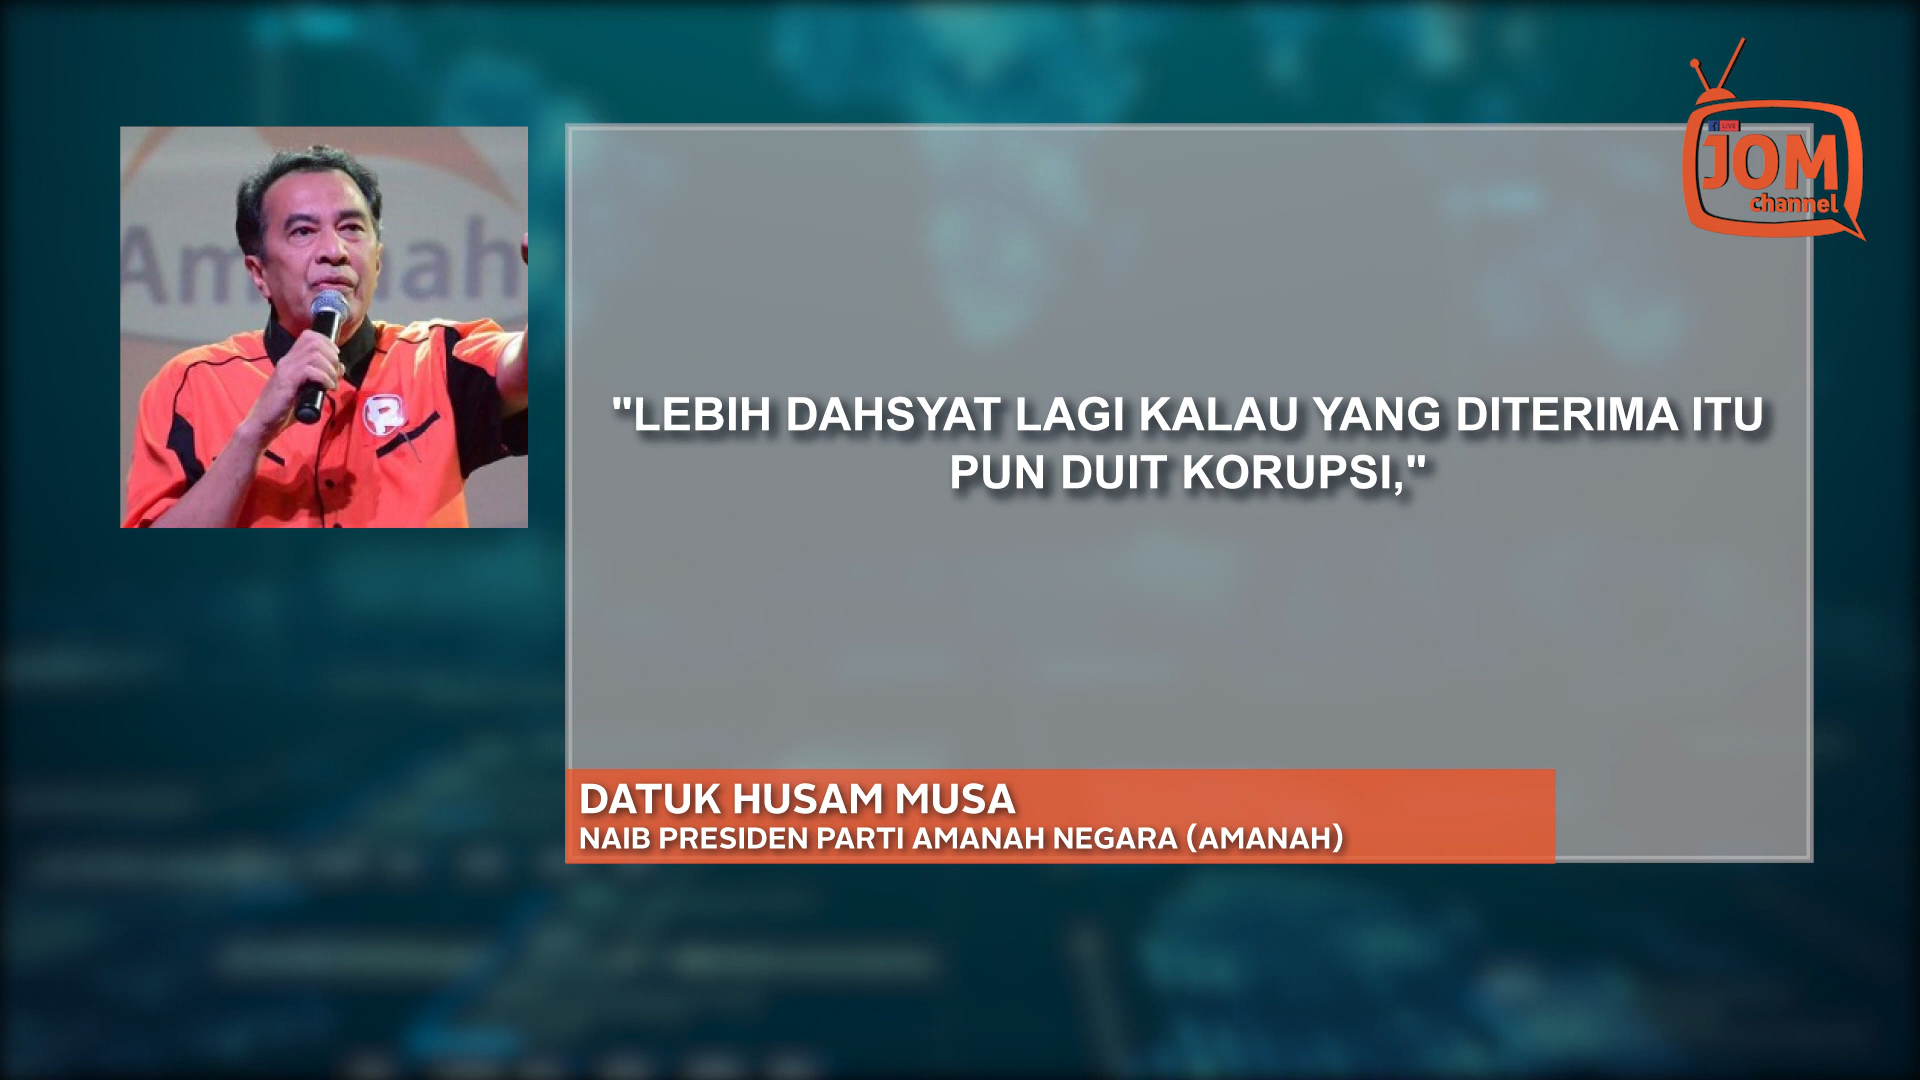 Amanah
LIVE
JOM
channel
"LEBIH DAHSYAT LAGI KALAU YANG DITERIMA ITU
PUN DUIT KORUPSI,"
DATUK HUSAM MUSA
NAIB PRESIDEN PARTI AMANAH NEGARA (AMANAH)